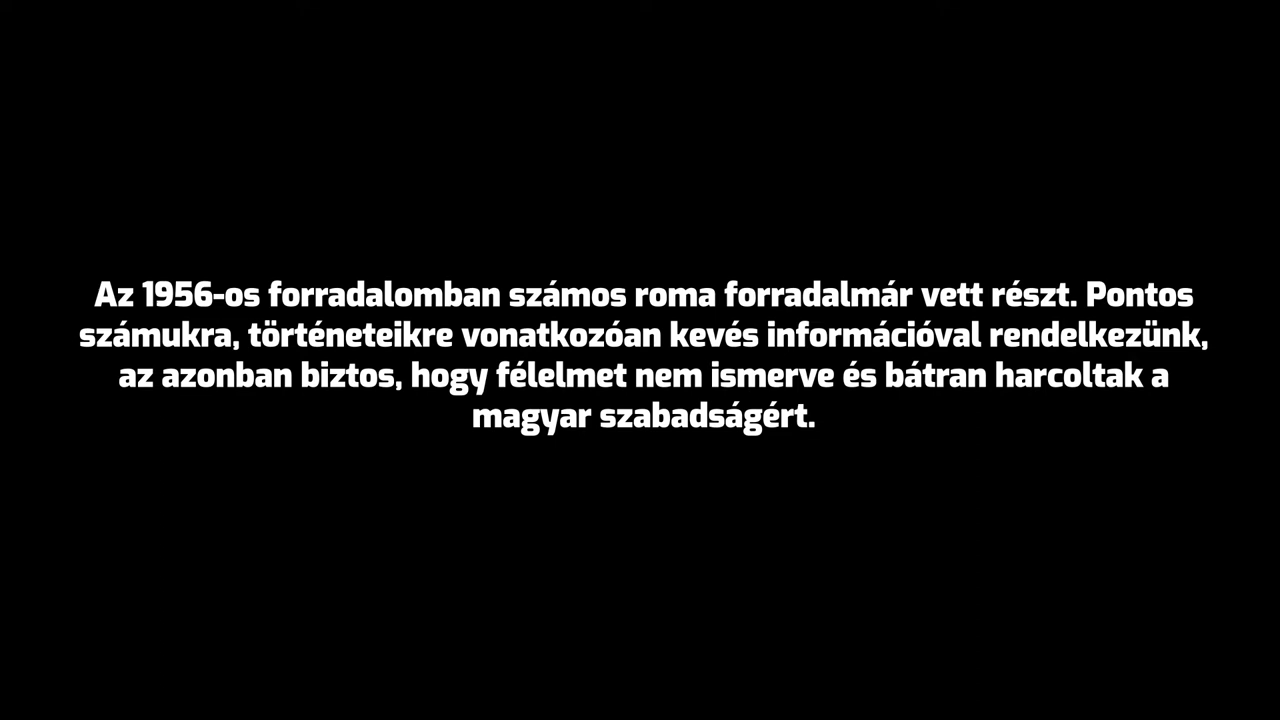 Az 1956-os forradalomban számos roma forradalmár vett részt. Pontos
számukra, történeteikre vonatkozóan kevés információval rendelkezünk,
az azonban biztos, hogy félelmet nem ismerve és bátran harcoltak a
magyar szabadságért.